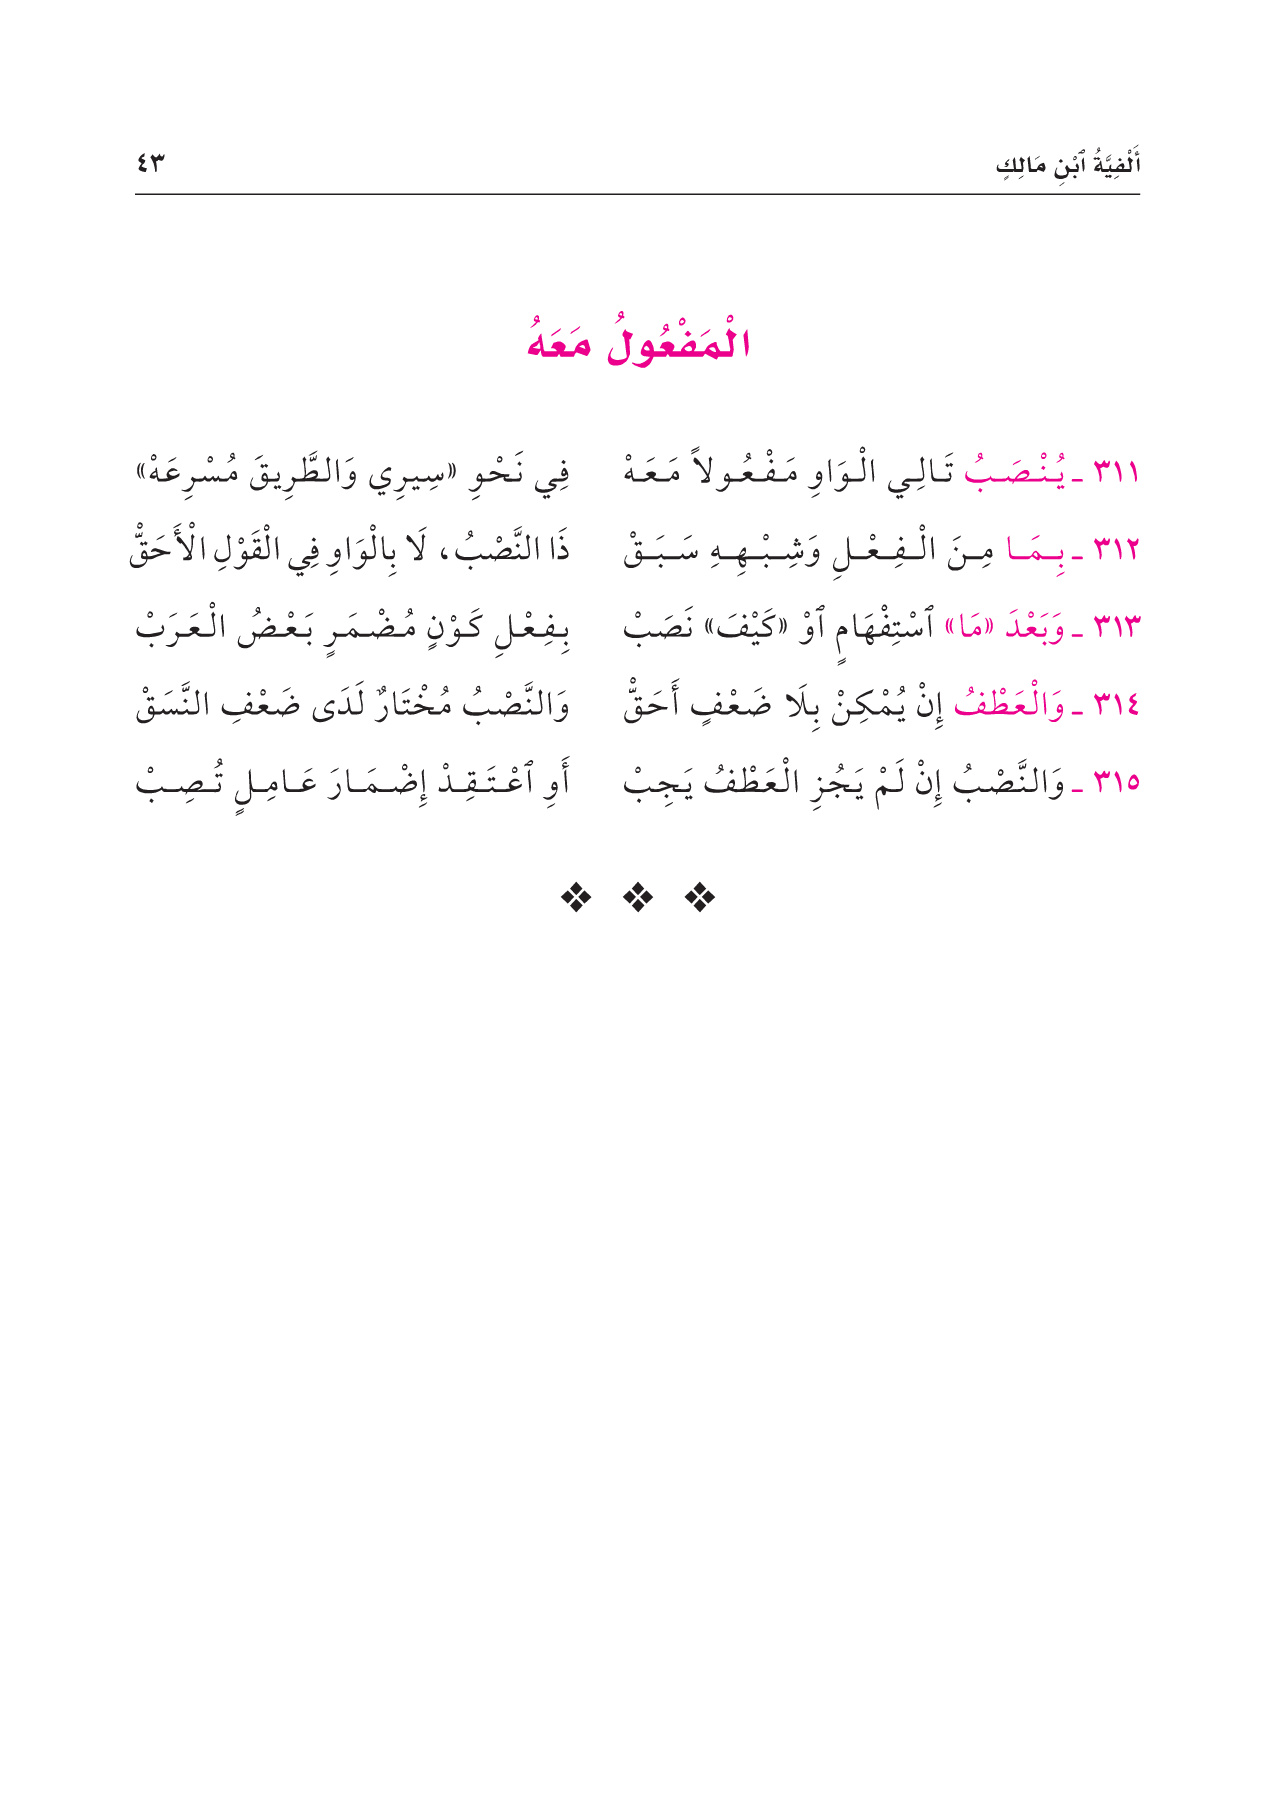 أَلْفِيَّةُ ٱبْنِ مَالِكٍ ٤٣
الْمَفْعُولُ مَعَهُ
٣١١ ـ يُنْصَبُ تَالِي الْوَاوِ مَفْعُولاً مَعَهْ فِي نَحْوِ «سِيرِي وَالطَّرِيقَ مُسْرِعَهْ»
٣١٢ ـ بِمَا مِنَ الْفِعْلِ وَشِبْهِهِ سَبَقْ ذَا النَّصْبُ، لَا بِالْوَاوِ فِي الْقَوْلِ الْأَحَقّْ
٣١٣ ـ وَبَعْدَ «مَا» ٱسْتِفْهَامٍ ٱوْ «كَيْفَ» نَصَبْ بِفِعْلِ كَوْنٍ مُضْمَرٍ بَعْضُ الْعَرَبْ
٣١٤ ـ وَالْعَطْفُ إِنْ يُمْكِنْ بِلَا ضَعْفٍ أَحَقّْ وَالنَّصْبُ مُخْتَارٌ لَدَى ضَعْفِ النَّسَقْ
٣١٥ ـ وَالنَّصْبُ إِنْ لَمْ يَجُزِ الْعَطْفُ يَجِبْ أَوِ ٱعْتَقِدْ إِضْمَارَ عَامِلٍ تُصِبْ